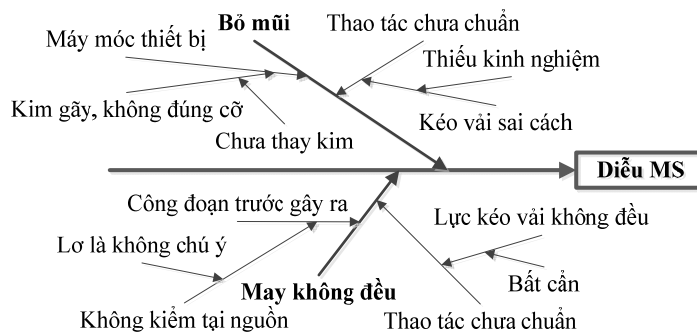 Bỏ mũi
Thao tác chưa chuẩn
Máy móc thiết bị
Thiếu kinh nghiệm
Kim gãy, không đúng cỡ
Kéo vải sai cách
Chưa thay kim
Diễu MS
Công đoạn trước gây ra
Lực kéo vải không đều
Lơ là không chú ý
Bất cẩn
May không đều
Không kiểm tại nguồn
Thao tác chưa chuẩn